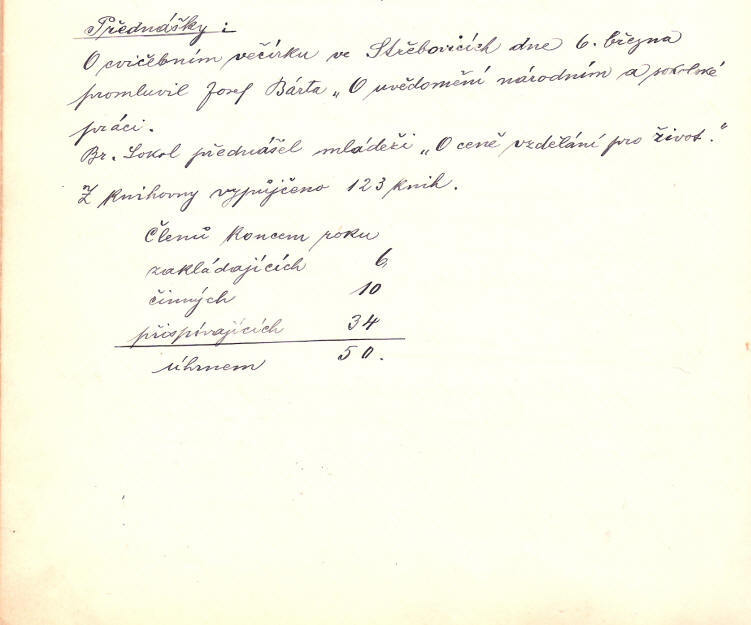 Přednášky:
O cvičebním večírku ve Střebovicích dne 6. března
promluvil Josef Bárta „O uvědomění národním a sokolské
práci.
Br. Sokol přednášel mládeži „O ceně vzdělání pro život."
Z knihovny vypůjčeno 123 knih.
Členů koncem roku
zakládajících 6
činných 10
přispívajících 34
úhrnem 50.